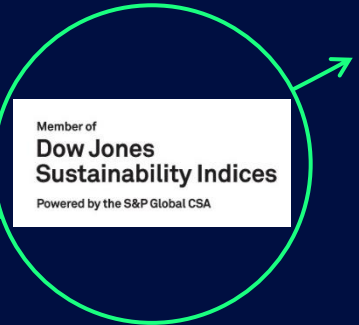 Member of
Dow Jones
Sustainability Indices
Powered by the S&P Global CSA